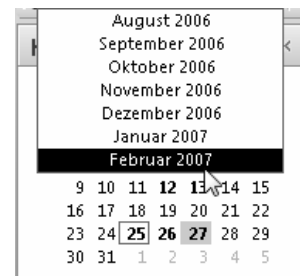 August 2006
September 2006
Oktober 2006
November 2006
Dezember 2006
Januar 2007
Februar 2007
9 10 11 12 13 14 15
16 17 18 19 20 21 22
23 24 25 26 27 28 29
30 31 1 2 3 4 5